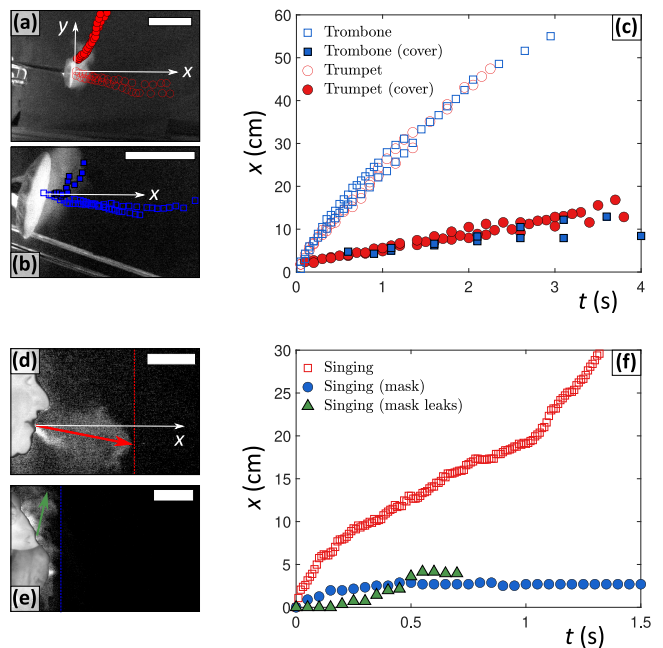 (a)
y
x
(b)
x
(c)
Trombone
Trombone (cover)
Trumpet
Trumpet (cover)
x (cm)
60
50
40
30
20
10
0
0 1 2 3 4
t (s)
(d)
x
(e)
(f)
Singing
Singing (mask)
Singing (mask leaks)
x (cm)
30
25
20
15
10
5
0
0 0.5 1 1.5
t (s)